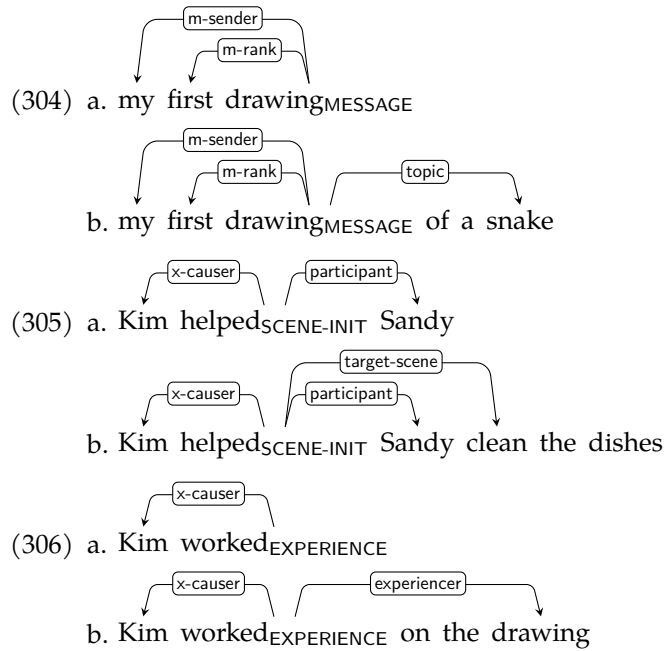 m-sender
m-rank
(304) a. my first drawingMESSAGE
m-sender
m-rank topic
b. my first drawingMESSAGE of a snake
x-causer participant
(305) a. Kim helpedSCENE-INIT Sandy
target-scene
x-causer participant
b. Kim helpedSCENE-INIT Sandy clean the dishes
x-causer
(306) a. Kim workedEXPERIENCE
x-causer experiencer
b. Kim workedEXPERIENCE on the drawing